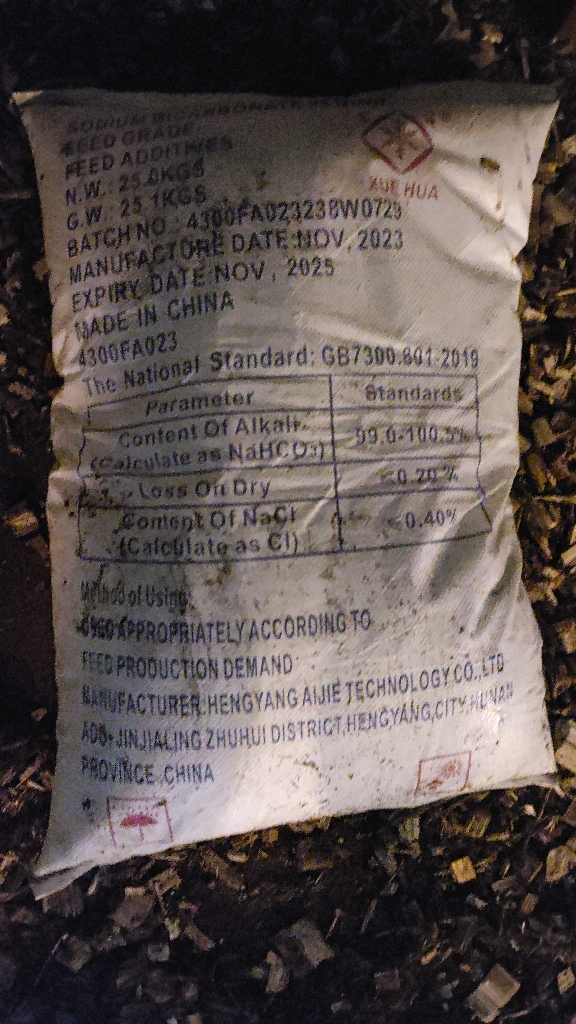 SODIUM BICARBONATE
FEED GRADE
FEED ADDITIVES
N.W.: 25.0KGS
G.W: 25.1KGS
XUE HUA
BATCH NO: 4300FA023238W0729
MANUFACTORE DATE:NOV, 2023
EXPIRY DATE:NOV, 2025
MADE IN CHINA
4300FA023
The National Standard: GB7300.801-2019
Parameter Standards
Content Of Alkali
(Calculate as NaHCO3) 99.0-100.5%
Loss On Dry ≤0.20%
Content Of NaCl
(Calculate as Cl) ≤0.40%
Method of Using:
APPROPRIATELY ACCORDING TO
FEED PRODUCTION DEMAND
MANUFACTURER:HENGYANG AIJIE TECHNOLOGY CO.,LTD
ADD: JINJIALING ZHUHUI DISTRICT,HENGYANG,CITY,HUNAN
PROVINCE ,CHINA